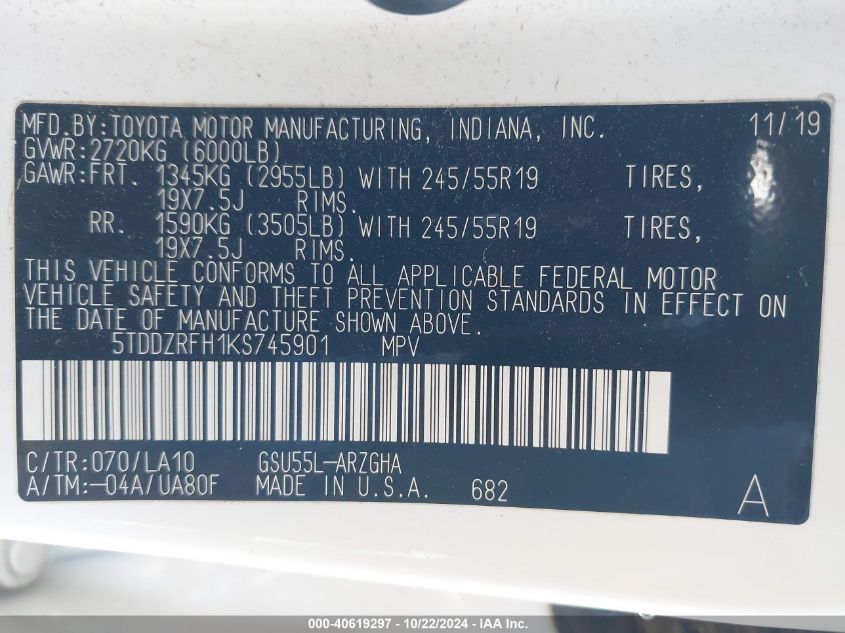 MFD.BY:TOYOTA MOTOR MANUFACTURING, INDIANA, INC. 11/19
GVWR:2720KG (6000LB)
GAWR:FRT. 1345KG (2955LB) WITH 245/55R19 TIRES,
19X7.5J RIMS.
RR. 1590KG (3505LB) WITH 245/55R19 TIRES,
19X7.5J RIMS.
THIS VEHICLE CONFORMS TO ALL APPLICABLE FEDERAL MOTOR
VEHICLE SAFETY AND THEFT PREVENTION STANDARDS IN EFFECT ON
THE DATE OF MANUFACTURE SHOWN ABOVE.
5TDDZRFH1KS745901 MPV
C/TR:070/LA10 GSU55L-ARZGHA
A/TM:-04A/UA80F MADE IN U.S.A. 682 A
000-40619297 - 10/22/2024 - IAA Inc.